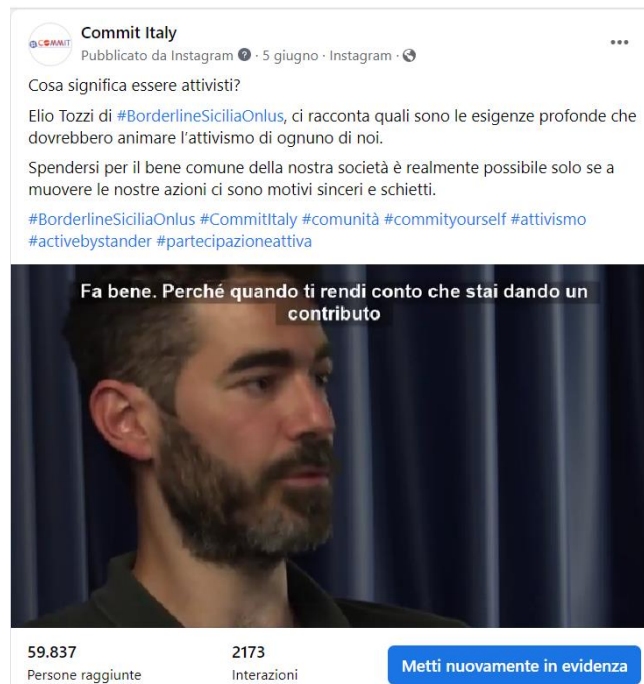 COMMIT
Commit Italy
Pubblicato da Instagram · 5 giugno · Instagram ·
Cosa significa essere attivisti?
Elio Tozzi di #BorderlineSiciliaOnlus, ci racconta quali sono le esigenze profonde che
dovrebbero animare l'attivismo di ognuno di noi.
Spendersi per il bene comune della nostra società è realmente possibile solo se a
muovere le nostre azioni ci sono motivi sinceri e schietti.
#BorderlineSiciliaOnlus #CommitItaly #comunità #commityourself #attivismo
#activebystander #partecipazioneattiva
Fa bene. Perché quando ti rendi conto che stai dando un
contributo
59.837 2173
Persone raggiunte Interazioni
Metti nuovamente in evidenza